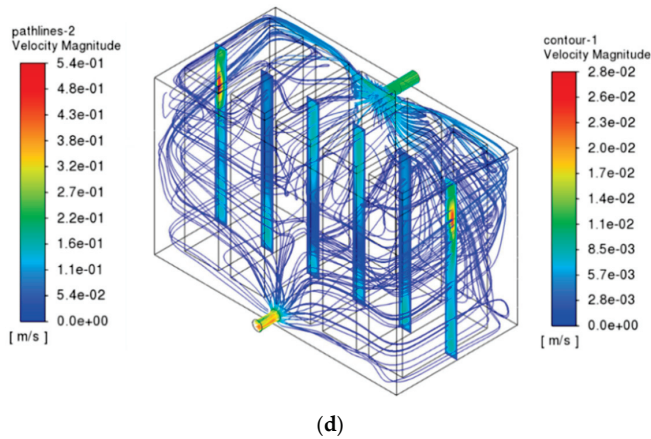 pathlines-2
Velocity Magnitude
5.4e-01
4.8e-01
4.3e-01
3.8e-01
3.2e-01
2.7e-01
2.2e-01
1.6e-01
1.1e-01
5.4e-02
0.0e+00
[ m/s ]
contour-1
Velocity Magnitude
2.8e-02
2.6e-02
2.3e-02
2.0e-02
1.7e-02
1.4e-02
1.1e-02
8.5e-03
5.7e-03
2.8e-03
0.0e+00
[ m/s ]
(d)